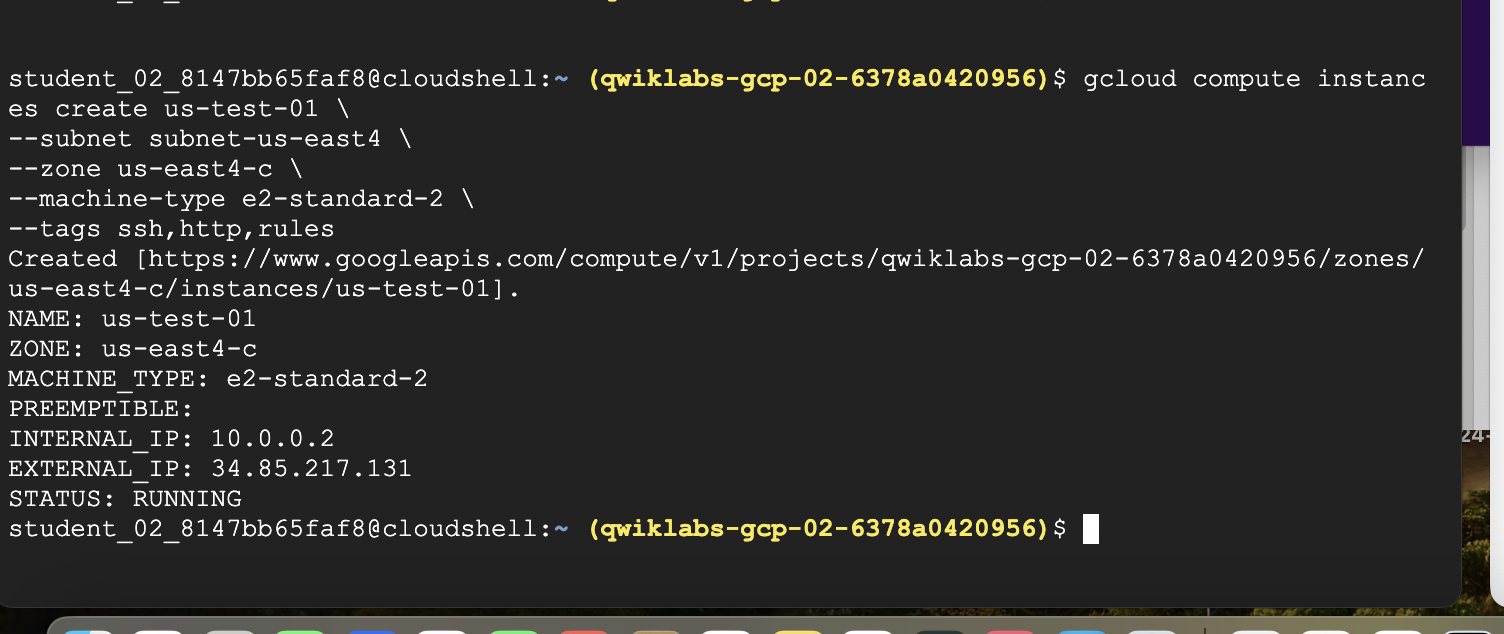 student_02_8147bb65faf8@cloudshell:~ (qwiklabs-gcp-02-6378a0420956)$ gcloud compute instanc
es create us-test-01 \
--subnet subnet-us-east4 \
--zone us-east4-c \
--machine-type e2-standard-2 \
--tags ssh,http,rules
Created [https://www.googleapis.com/compute/v1/projects/qwiklabs-gcp-02-6378a0420956/zones/
us-east4-c/instances/us-test-01].
NAME: us-test-01
ZONE: us-east4-c
MACHINE_TYPE: e2-standard-2
PREEMPTIBLE:
INTERNAL_IP: 10.0.0.2
EXTERNAL_IP: 34.85.217.131
STATUS: RUNNING
student_02_8147bb65faf8@cloudshell:~ (qwiklabs-gcp-02-6378a0420956)$
24-